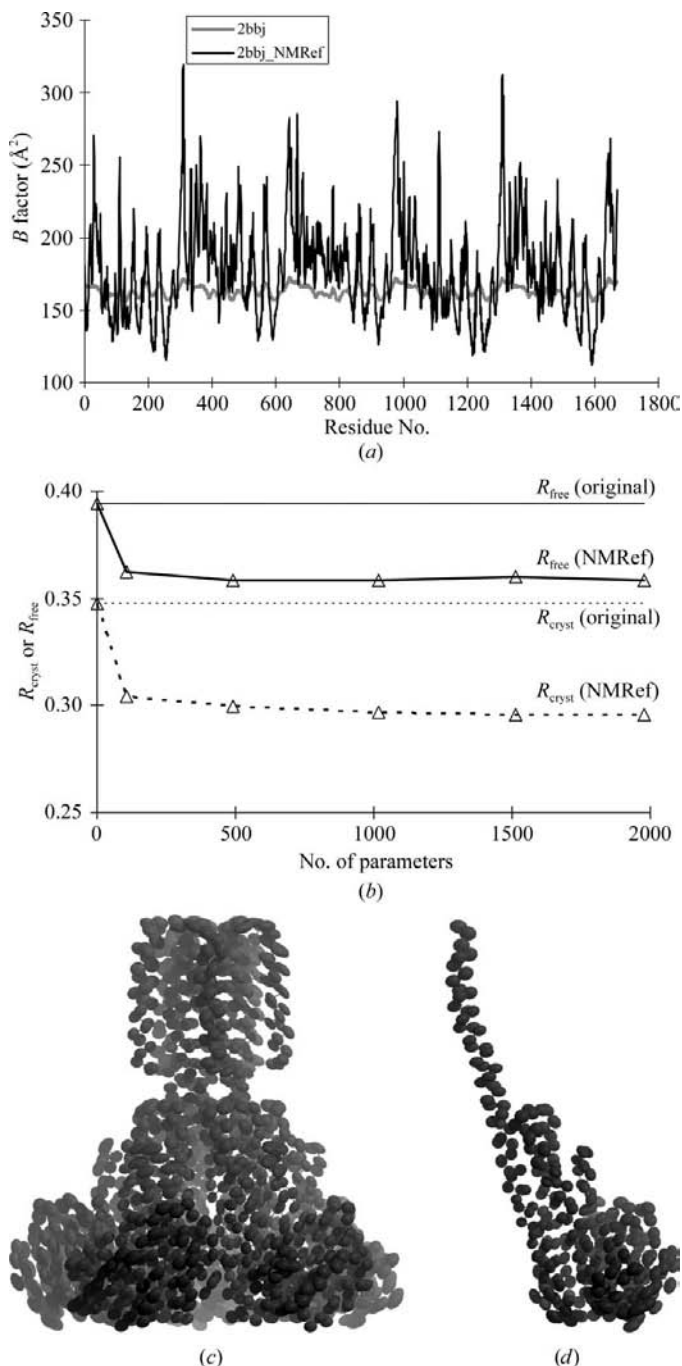 350
2bbj
2bbj_NMRef
300
250
200
150
100
B factor (Å²)
0 200 400 600 800 1000 1200 1400 1600 1800
Residue No.
(a)
0.40
R_free (original)
R_free (NMRef)
0.35
R_cryst (original)
R_cryst or R_free
0.30
R_cryst (NMRef)
0.25
0 500 1000 1500 2000
No. of parameters
(b)
(c) (d)